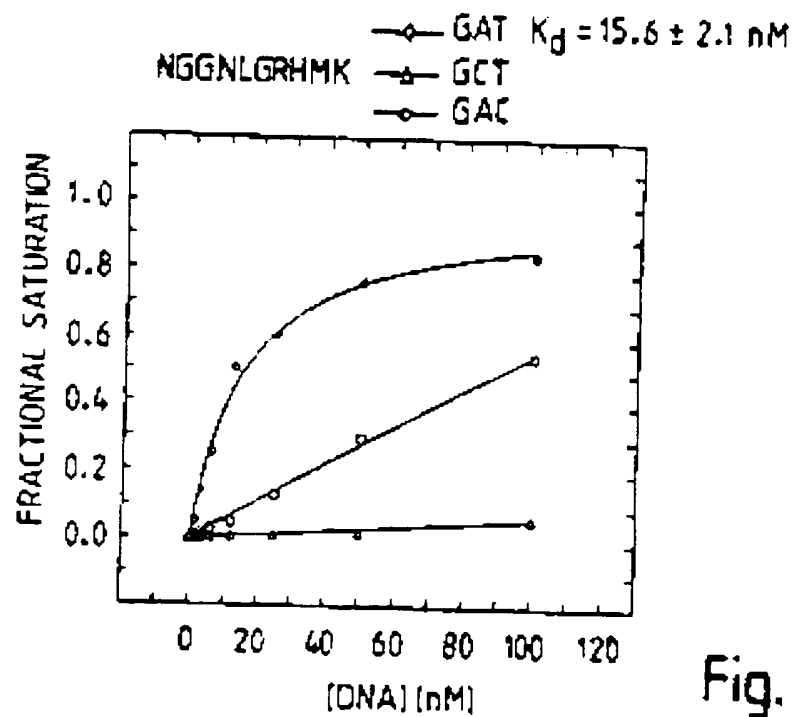 GAT Kd = 15.6 ± 2.1 nM
NGGNLGRHMK GCT
GAC
FRACTIONAL SATURATION
1.0
0.8
0.6
0.4
0.2
0.0
0 20 40 60 80 100 120
[DNA] [nM]
Fig.